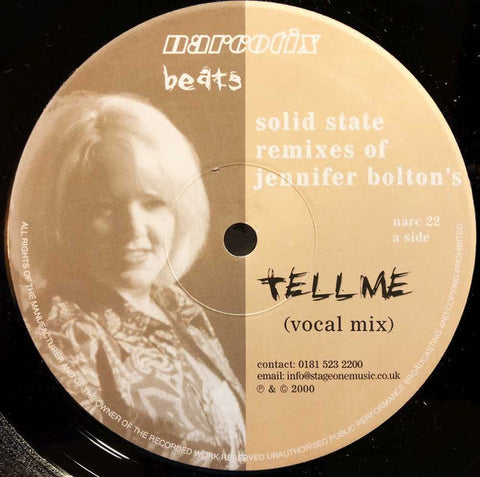 narcotix
beats
solid state
remixes of
jennifer bolton's
narc 22
a side
TELL ME
(vocal mix)
contact: 0181 523 2200
email: info@stageonemusic.co.uk
℗ & © 2000
ALL RIGHTS OF THE MANUFACTURER AND OF THE OWNER OF THE RECORDED WORK RESERVED UNAUTHORISED PUBLIC PERFORMANCE BROADCASTING AND COPYING PROHIBITED.